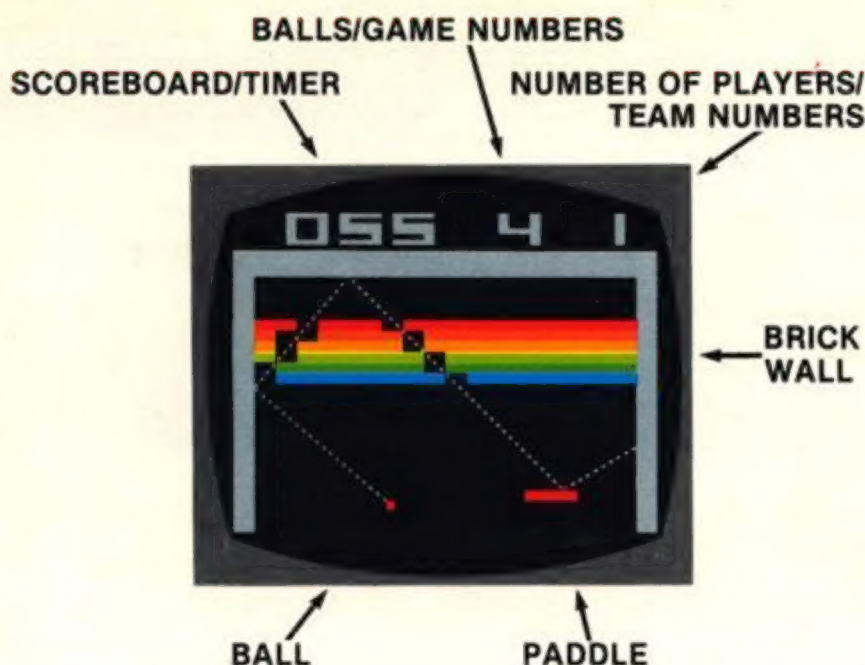 BALLS/GAME NUMBERS
SCOREBOARD/TIMER
NUMBER OF PLAYERS/
TEAM NUMBERS
055 4 1
BRICK
WALL
BALL
PADDLE